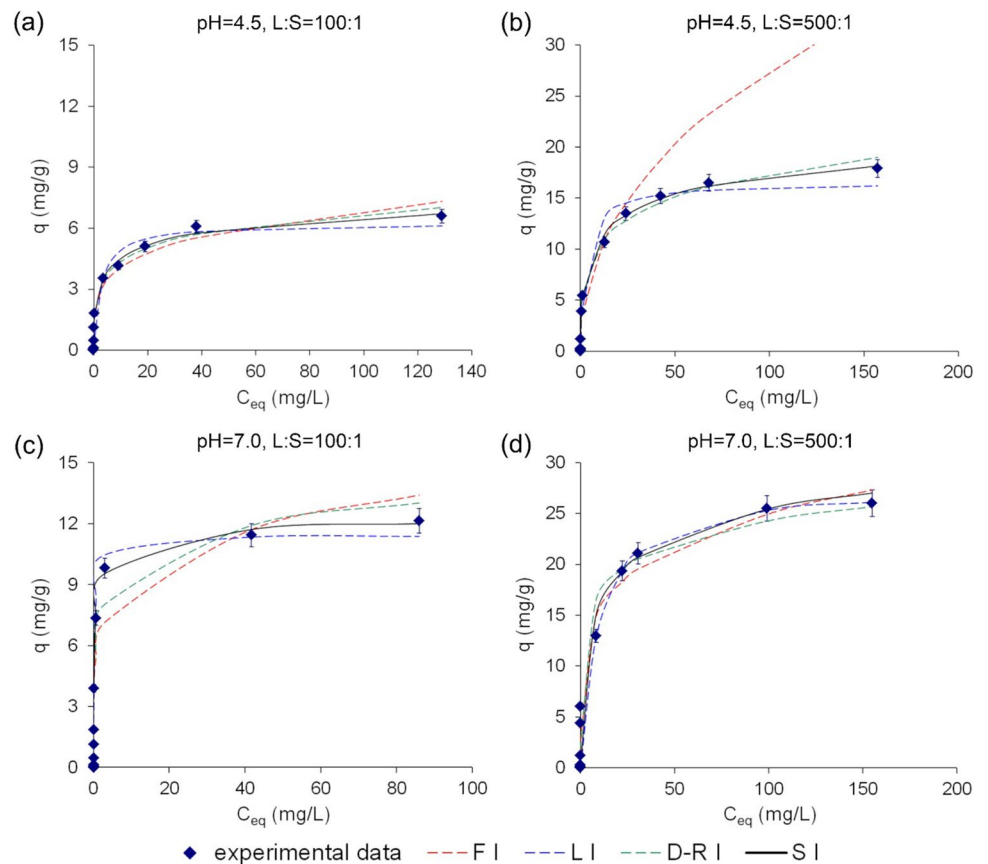 (a)
pH=4.5, L:S=100:1
15
12
9
6
3
0
q (mg/g)
0 20 40 60 80 100 120 140
Ceq (mg/L)
(b)
pH=4.5, L:S=500:1
30
25
20
15
10
5
0
q (mg/g)
0 50 100 150 200
Ceq (mg/L)
(c)
pH=7.0, L:S=100:1
15
12
9
6
3
0
q (mg/g)
0 20 40 60 80 100
Ceq (mg/L)
(d)
pH=7.0, L:S=500:1
30
25
20
15
10
5
0
q (mg/g)
0 50 100 150 200
Ceq (mg/L)
experimental data F I L I D-R I S I